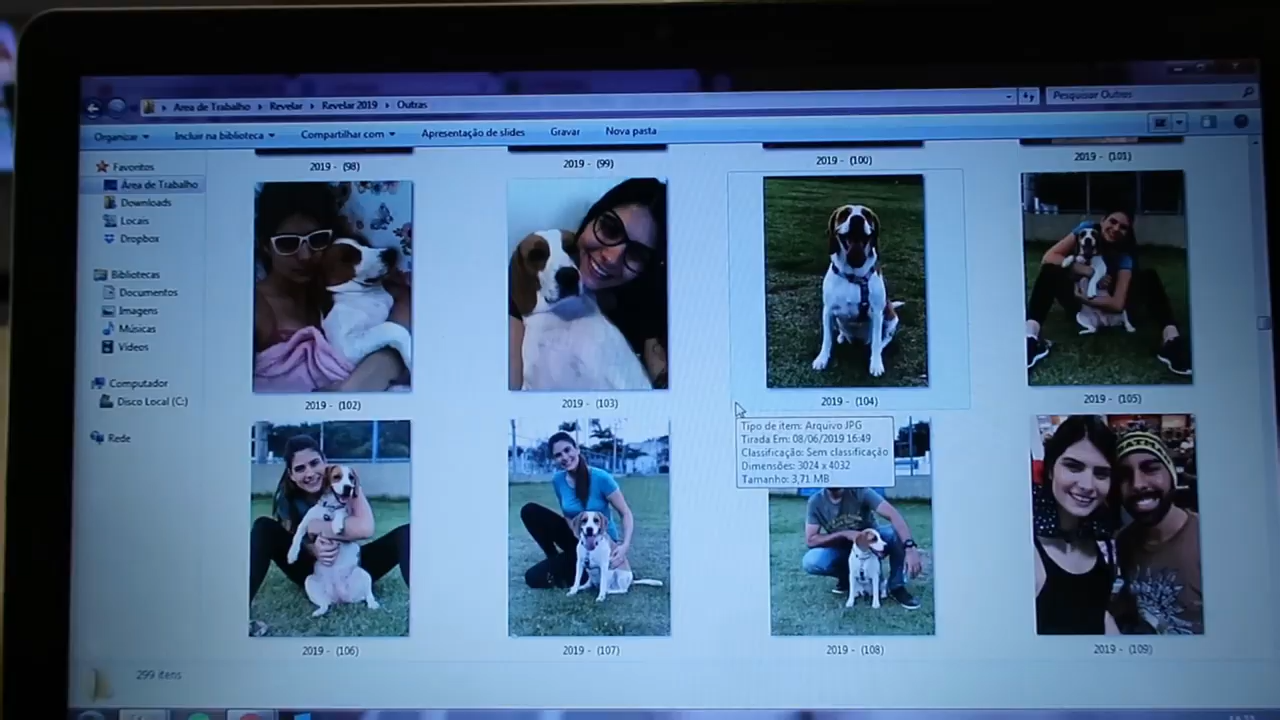 Área de Trabalho Revelar Revelar 2019 Outras
Pesquisar Outras
Organizar Incluir na biblioteca Compartilhar com Apresentação de slides Gravar Nova pasta
Favoritos
Área de Trabalho
Downloads
Locais
Dropbox
Bibliotecas
Documentos
Imagens
Músicas
Vídeos
Computador
Disco Local (C:)
Rede
2019 - (98) 2019 - (99) 2019 - (100) 2019 - (101)
2019 - (102) 2019 - (103) 2019 - (104) 2019 - (105)
Tipo de item: Arquivo JPG
Tirada Em: 08/06/2019 16:49
Classificação: Sem classificação
Dimensões: 3024 x 4032
Tamanho: 3,71 MB
2019 - (106) 2019 - (107) 2019 - (108) 2019 - (109)
299 itens